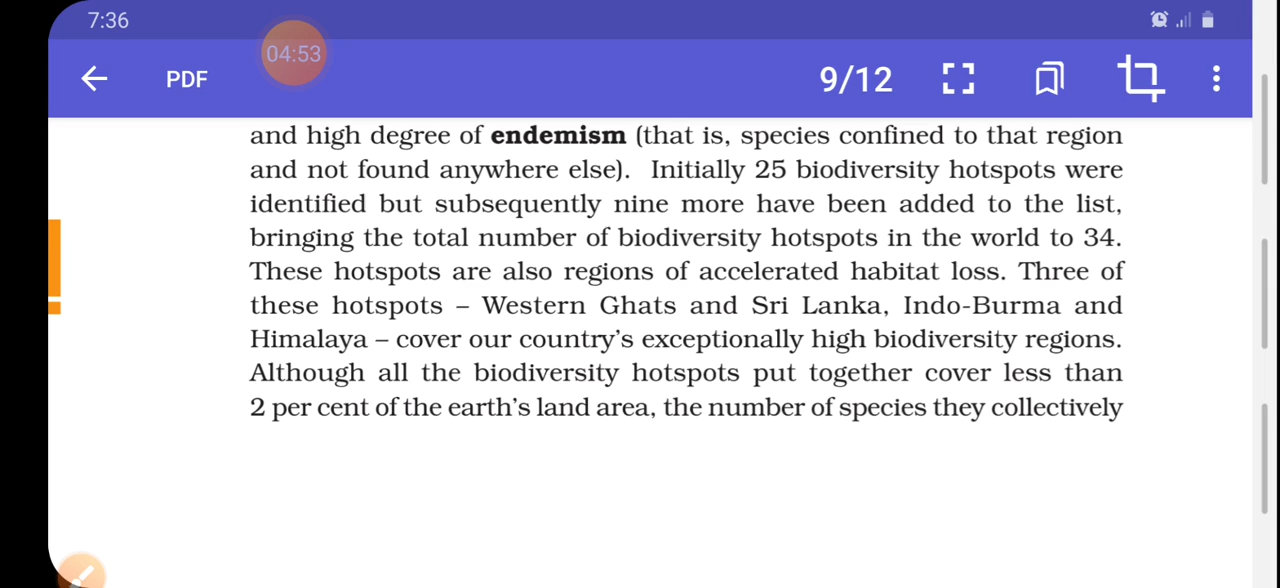 7:36
04:53
PDF
9/12
and high degree of endemism (that is, species confined to that region
and not found anywhere else). Initially 25 biodiversity hotspots were
identified but subsequently nine more have been added to the list,
bringing the total number of biodiversity hotspots in the world to 34.
These hotspots are also regions of accelerated habitat loss. Three of
these hotspots – Western Ghats and Sri Lanka, Indo-Burma and
Himalaya – cover our country's exceptionally high biodiversity regions.
Although all the biodiversity hotspots put together cover less than
2 per cent of the earth's land area, the number of species they collectively